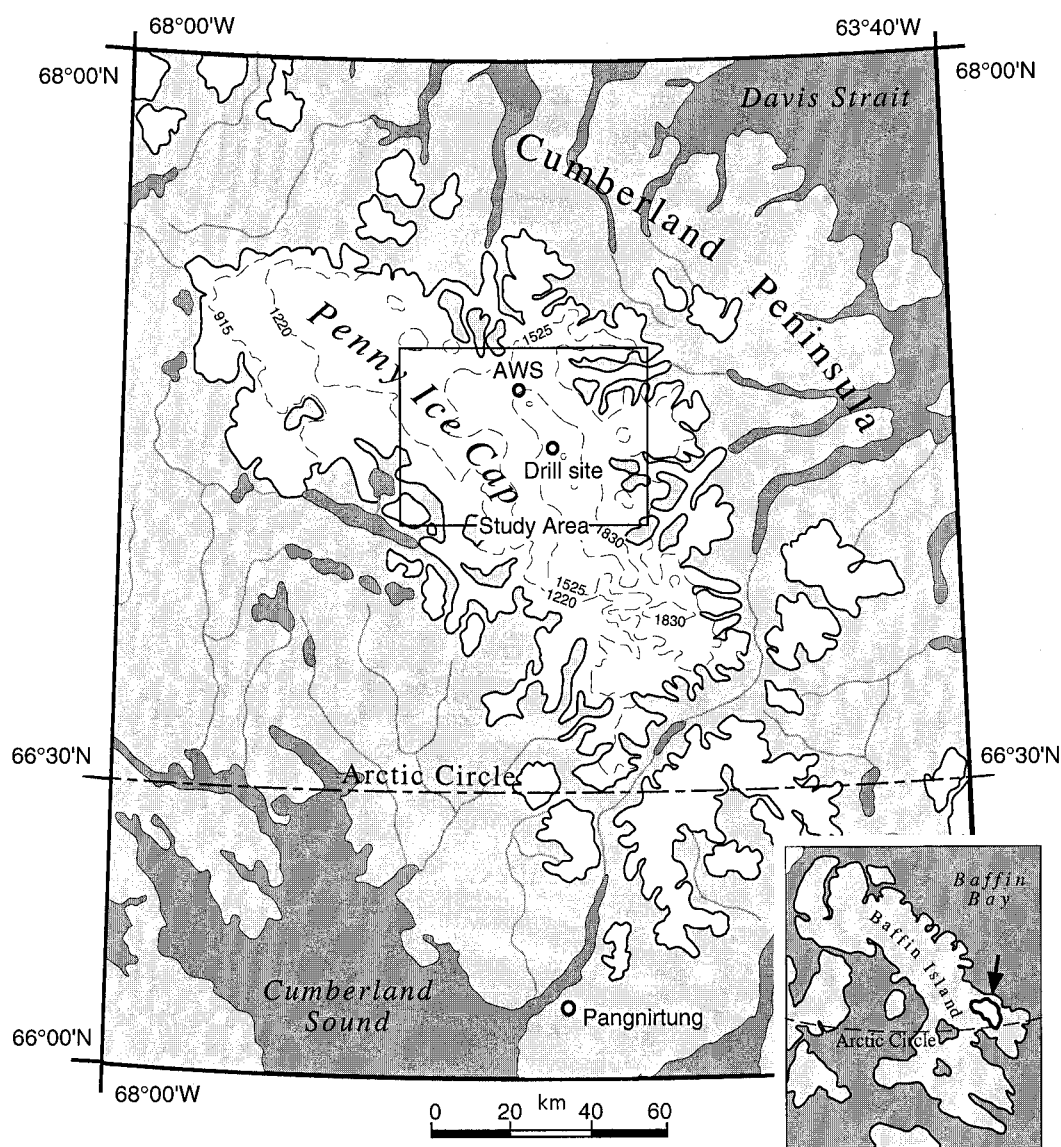 68°00'W
63°40'W
68°00'N
68°00'N
Davis Strait
Cumberland Peninsula
Penny Ice Cap
915
1220
1525
AWS
Drill site
Study Area
1830
1525
1220
1830
66°30'N
66°30'N
Arctic Circle
Baffin
Bay
Baffin Island
Arctic Circle
Cumberland
Sound
Pangnirtung
66°00'N
68°00'W
km
0 20 40 60